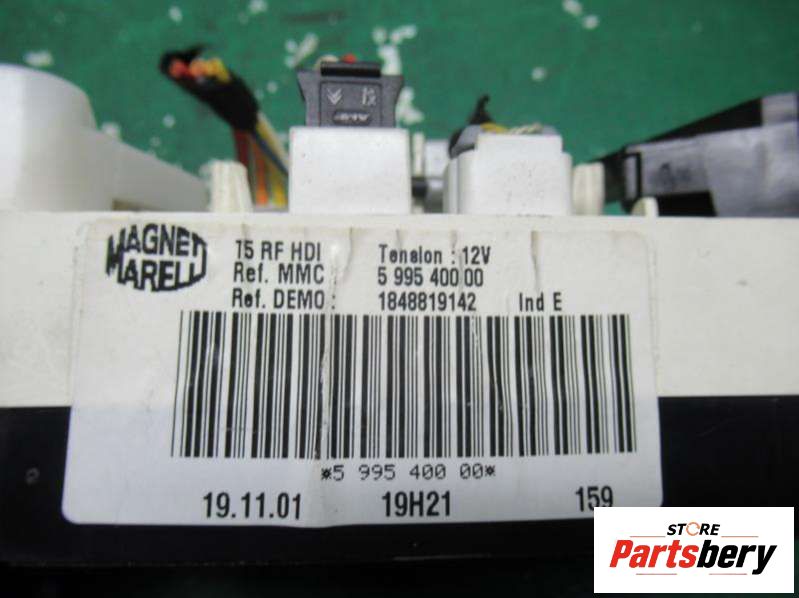 MAGNETI
MARELLI
T5 RF HDI Tension : 12V
Ref. MMC 5 995 400 00
Ref. DEMO : 1848819142 Ind E
*5 995 400 00*
19.11.01 19H21 159
STORE
Partsbery